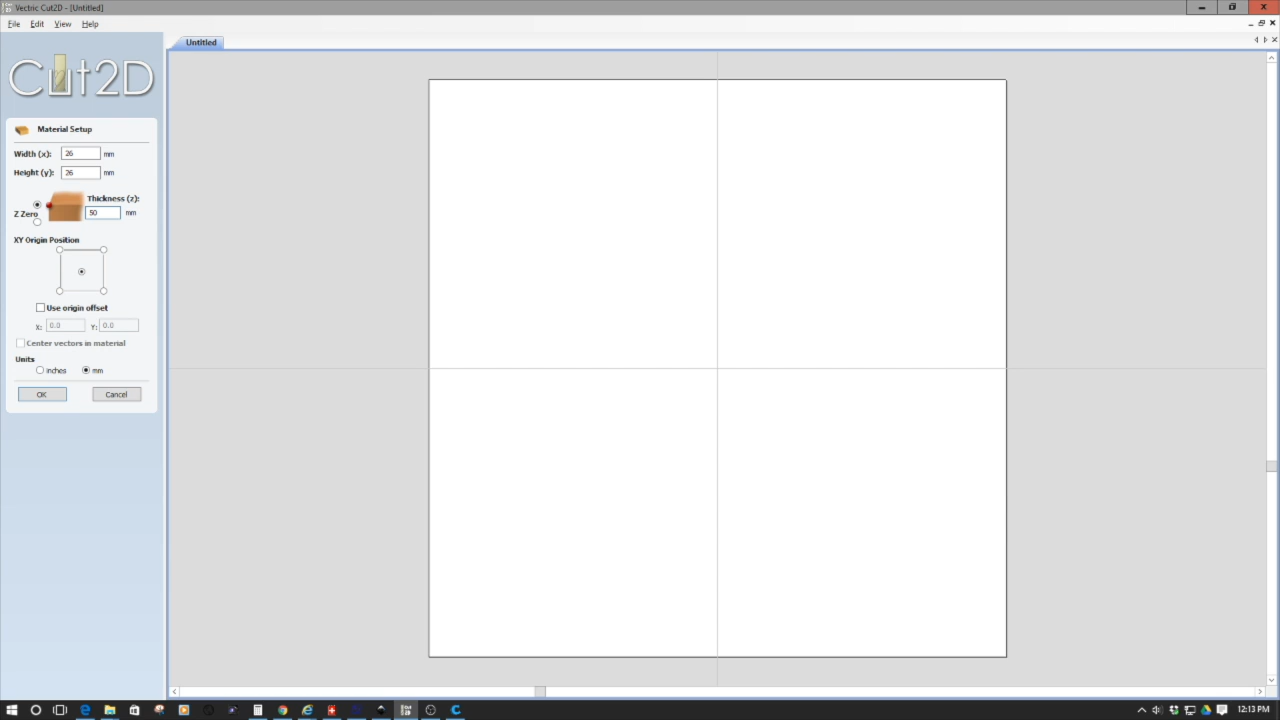 Vectric Cut2D - [Untitled]
File Edit View Help
Untitled
Cut2D
Material Setup
Width (x): 26 mm
Height (y): 26 mm
Thickness (z):
Z Zero 50 mm
XY Origin Position
Use origin offset
X: 0.0 Y: 0.0
Center vectors in material
Units
inches mm
OK Cancel
12:13 PM